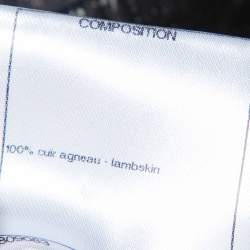 COMPOSITION
100% cuir agneau - lambskin